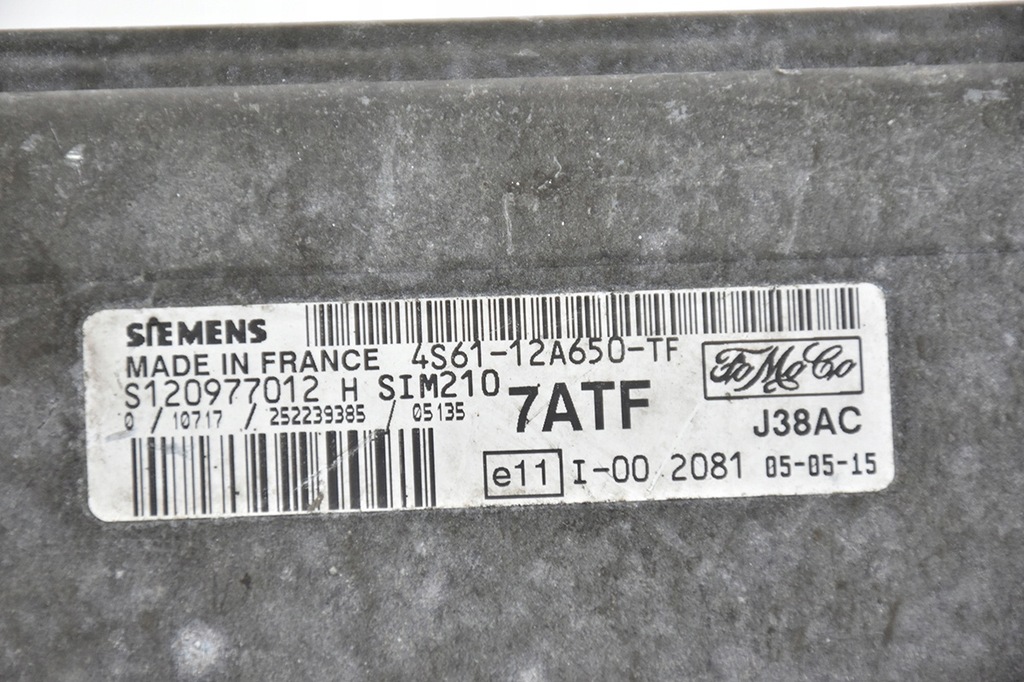 SIEMENS
MADE IN FRANCE 4S61-12A650-TF
S120977012 H SIM210 7ATF FoMoCo
0 / 10717 / 252239385 / 05135 J38AC
e11 I-00 2081 05-05-15